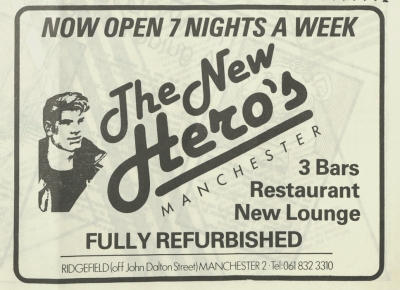 NOW OPEN 7 NIGHTS A WEEK
The New
Hero's
MANCHESTER
3 Bars
Restaurant
New Lounge
FULLY REFURBISHED
RIDGEFIELD (off John Dalton Street) MANCHESTER 2 · Tel: 061 832 3310